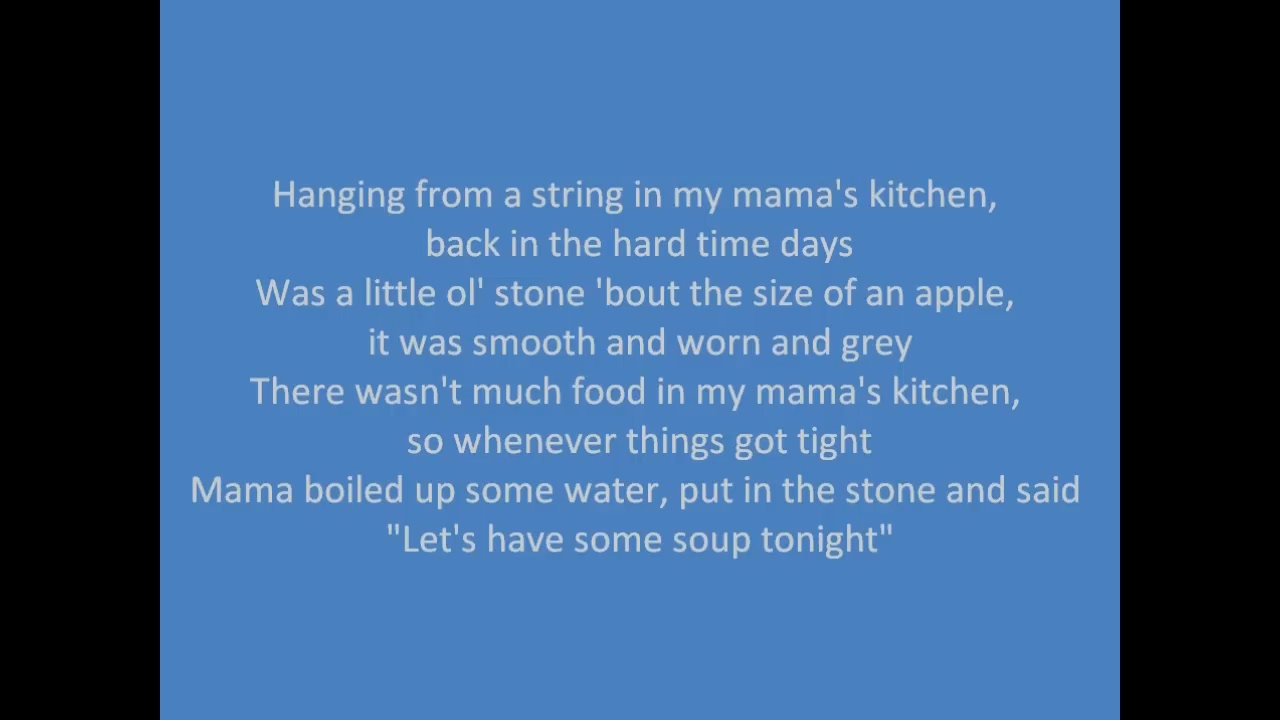 Hanging from a string in my mama's kitchen,
back in the hard time days
Was a little ol' stone 'bout the size of an apple,
it was smooth and worn and grey
There wasn't much food in my mama's kitchen,
so whenever things got tight
Mama boiled up some water, put in the stone and said
"Let's have some soup tonight"